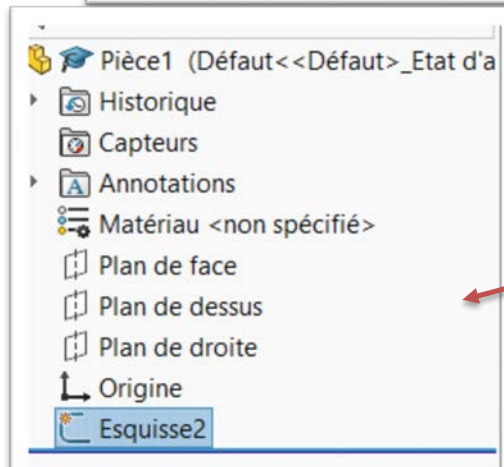 Pièce1 (Défaut<<Défaut>_Etat d'a
Historique
Capteurs
A Annotations
Matériau <non spécifié>
Plan de face
Plan de dessus
Plan de droite
Origine
Esquisse2